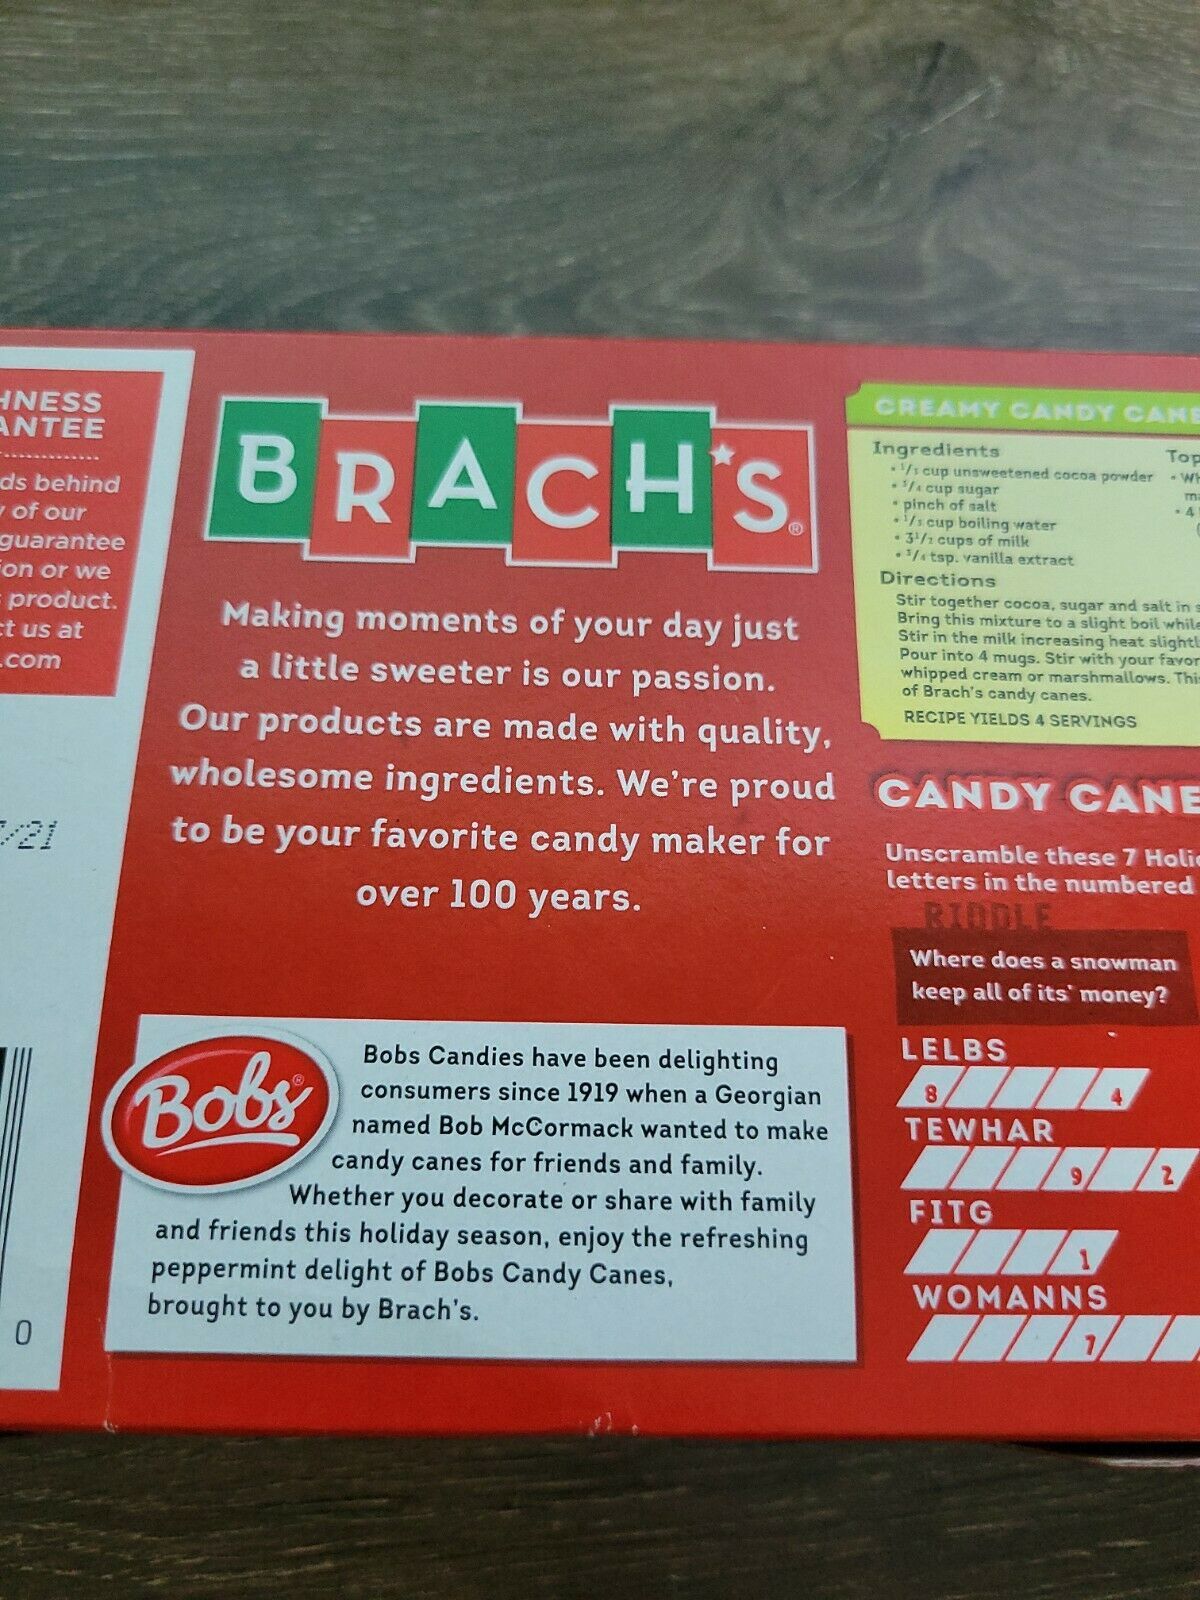 HNESS
ANTEE
ds behind
of our
guarantee
ion or we
product.
ct us at
.com
/21
0
BRACH'S®
Making moments of your day just
a little sweeter is our passion.
Our products are made with quality,
wholesome ingredients. We're proud
to be your favorite candy maker for
over 100 years.
Bobs®
Bobs Candies have been delighting
consumers since 1919 when a Georgian
named Bob McCormack wanted to make
candy canes for friends and family.
Whether you decorate or share with family
and friends this holiday season, enjoy the refreshing
peppermint delight of Bobs Candy Canes,
brought to you by Brach's.
CREAMY CANDY CANE
Ingredients
• 1/3 cup unsweetened cocoa powder
• 3/4 cup sugar
• pinch of salt
• 1/3 cup boiling water
• 3 1/2 cups of milk
• 3/4 tsp. vanilla extract
Top
• Wh
m
• 4
Directions
Stir together cocoa, sugar and salt in s
Bring this mixture to a slight boil while
Stir in the milk increasing heat slightl
Pour into 4 mugs. Stir with your favor
whipped cream or marshmallows. This
of Brach's candy canes.
RECIPE YIELDS 4 SERVINGS
CANDY CANE
Unscramble these 7 Holid
letters in the numbered
RIDDLE
Where does a snowman
keep all of its' money?
LELBS
8 4
TEWHAR
9 2
FITG
1
WOMANNS
7